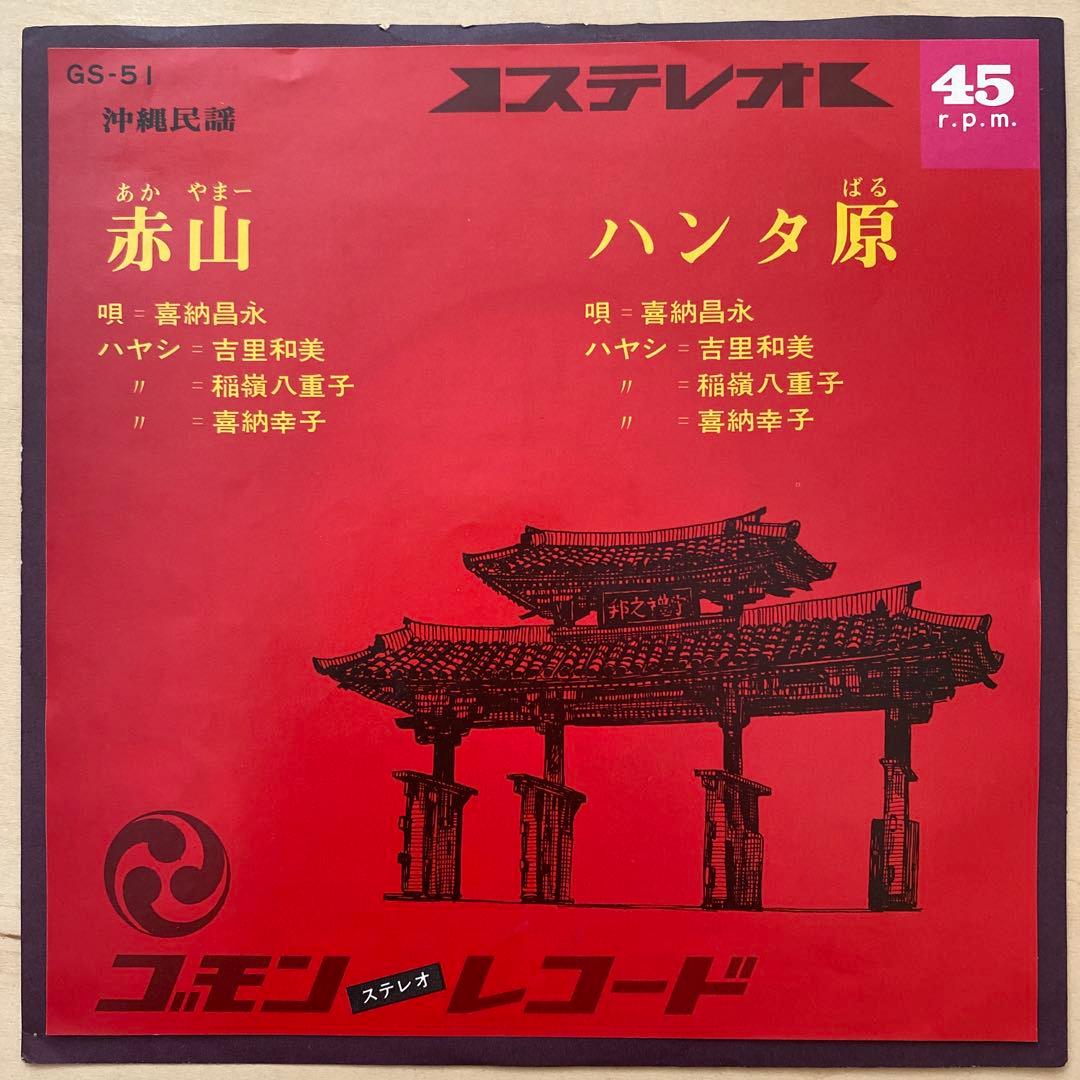 GS-51
ステレオ
45
r.p.m.
沖縄民謡
あか やまー
赤山
唄=喜納昌永
ハヤシ=吉里和美
〃=稲嶺八重子
〃=喜納幸子
ばる
ハンタ原
唄=喜納昌永
ハヤシ=吉里和美
〃=稲嶺八重子
〃=喜納幸子
守禮之邦
ゴモン
ステレオ
レコード